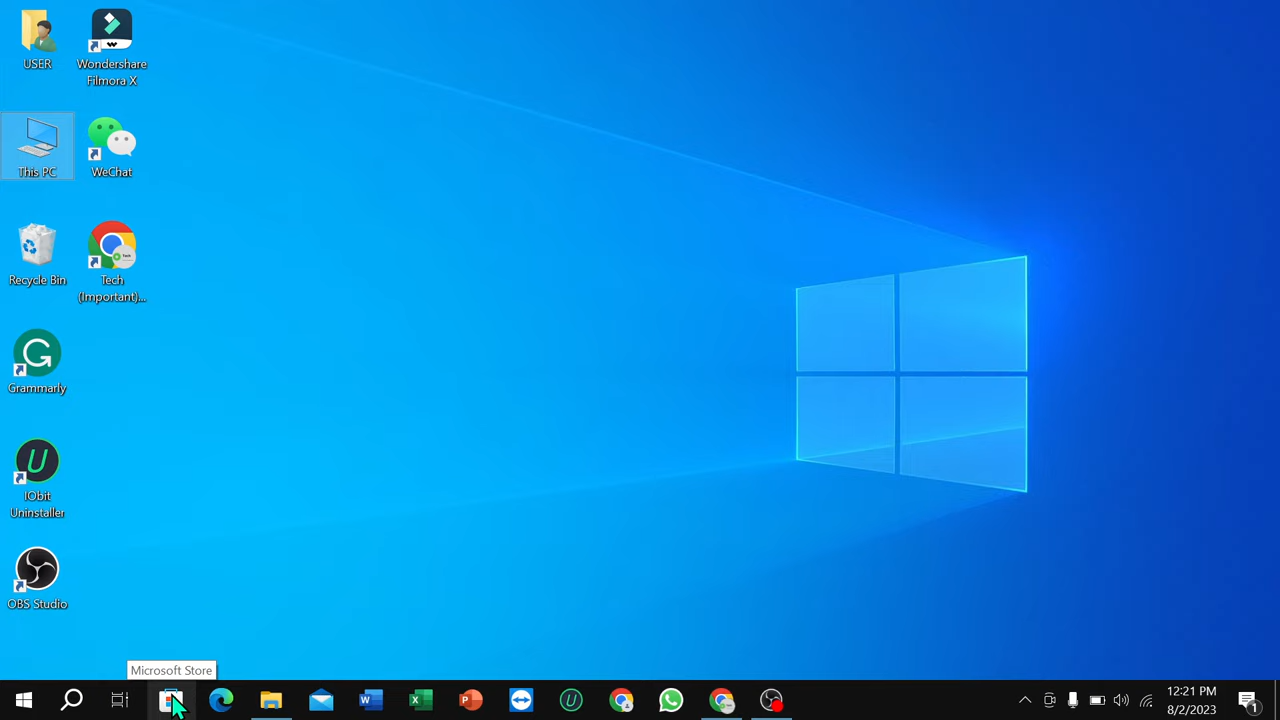 USER
Wondershare
Filmora X
This PC
WeChat
Recycle Bin
Tech
(Important)...
Grammarly
IObit
Uninstaller
OBS Studio
Microsoft Store
12:21 PM
8/2/2023
1